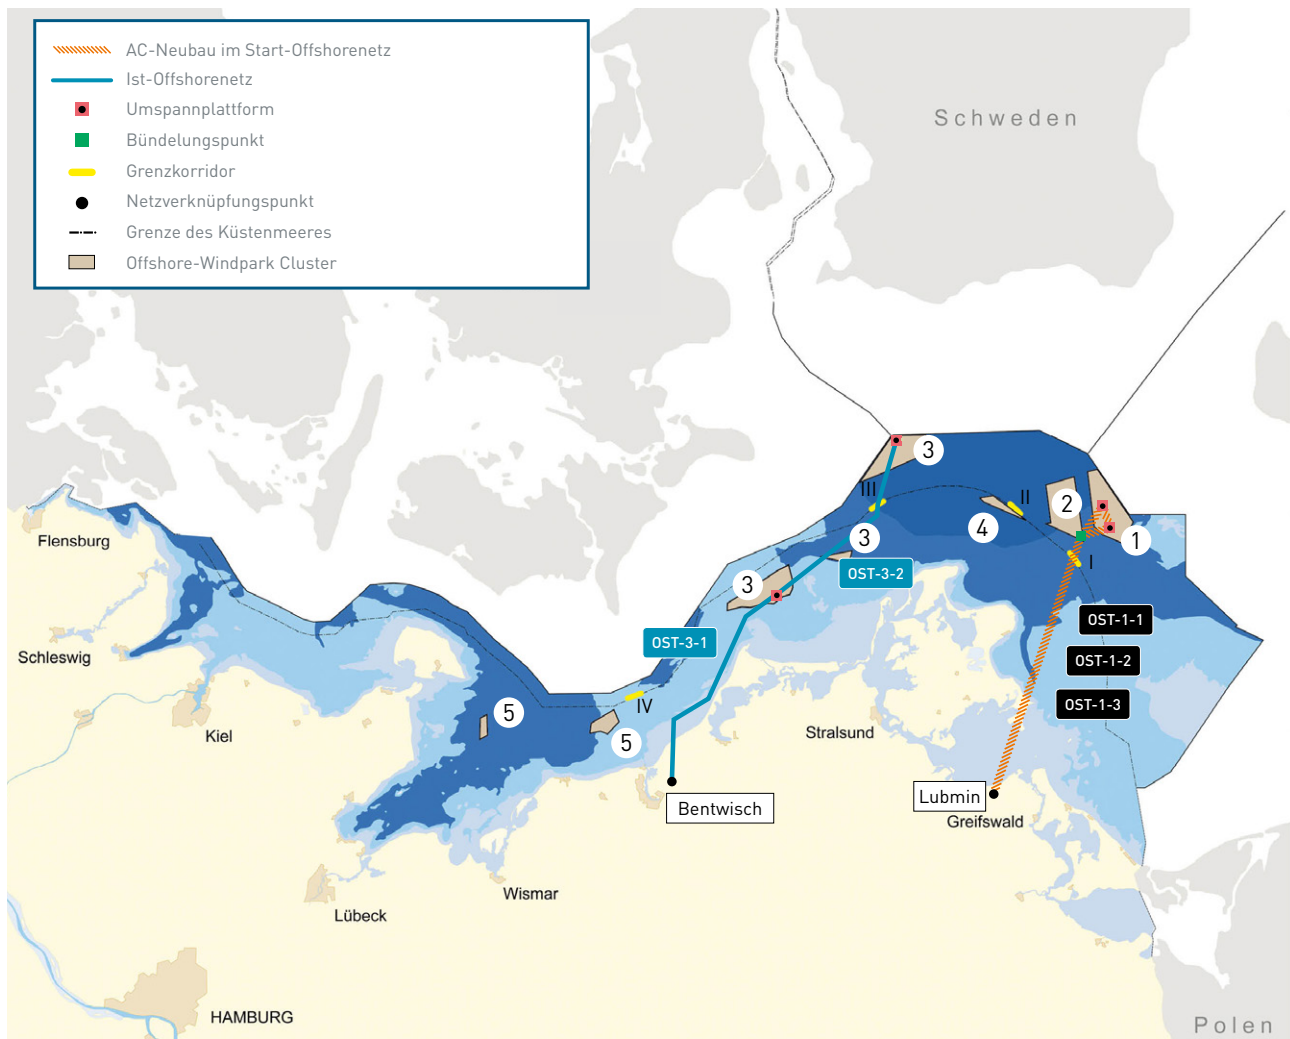 AC-Neubau im Start-Offshorenetz
Ist-Offshorenetz
Umspannplattform
Bündelungspunkt
Grenzkorridor
Netzverknüpfungspunkt
Grenze des Küstenmeeres
Offshore-Windpark Cluster
Schweden
3
III
II
2
4
1
3
I
3
OST-3-2
OST-1-1
OST-3-1
OST-1-2
OST-1-3
IV
5
5
Flensburg
Schleswig
Kiel
Stralsund
Bentwisch
Lubmin
Greifswald
Wismar
Lübeck
HAMBURG
Polen